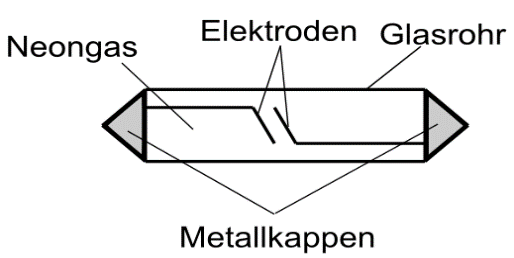 Neongas
Elektroden
Glasrohr
Metallkappen